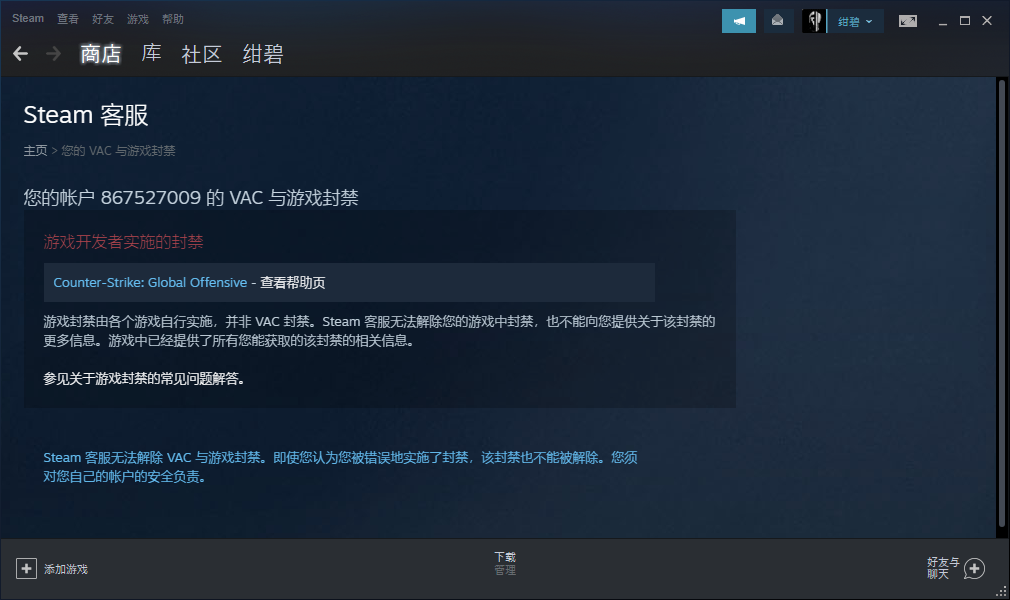 Steam 查看 好友 游戏 帮助
绀碧
商店 库 社区 绀碧
Steam 客服
主页 > 您的 VAC 与游戏封禁
您的帐户 867527009 的 VAC 与游戏封禁
游戏开发者实施的封禁
Counter-Strike: Global Offensive - 查看帮助页
游戏封禁由各个游戏自行实施，并非 VAC 封禁。Steam 客服无法解除您的游戏中封禁，也不能向您提供关于该封禁的
更多信息。游戏中已经提供了所有您能获取的该封禁的相关信息。
参见关于游戏封禁的常见问题解答。
Steam 客服无法解除 VAC 与游戏封禁。即使您认为您被错误地实施了封禁，该封禁也不能被解除。您须
对您自己的帐户的安全负责。
添加游戏
下载
管理
好友与
聊天